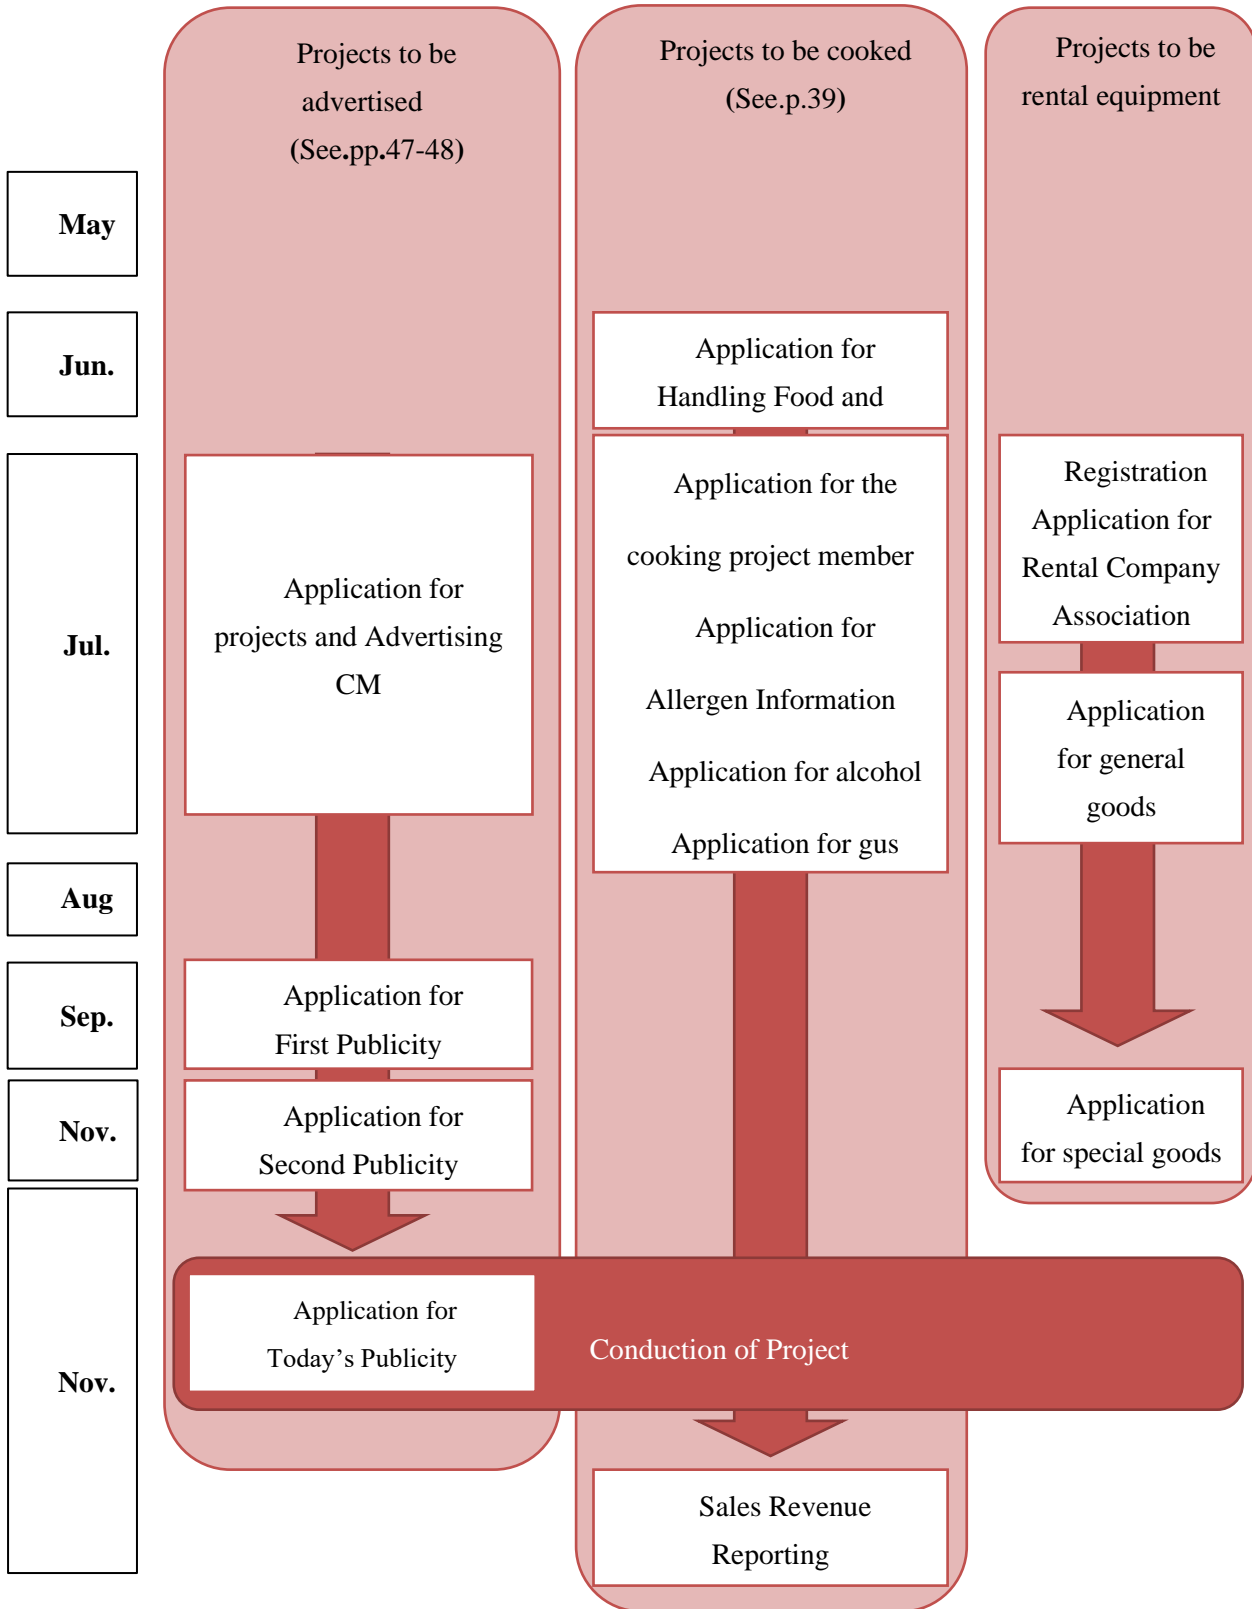 Projects to be
advertised
(See.pp.47-48)
Projects to be cooked
(See.p.39)
Projects to be
rental equipment
May
Jun.
Jul.
Aug
Sep.
Nov.
Nov.
Application for
projects and Advertising
CM
Application for
First Publicity
Application for
Second Publicity
Application for
Today’s Publicity
Application for
Handling Food and
Application for the
cooking project member
Application for
Allergen Information
Application for alcohol
Application for gus
Registration
Application for
Rental Company
Association
Application
for general
goods
Application
for special goods
Conduction of Project
Sales Revenue
Reporting